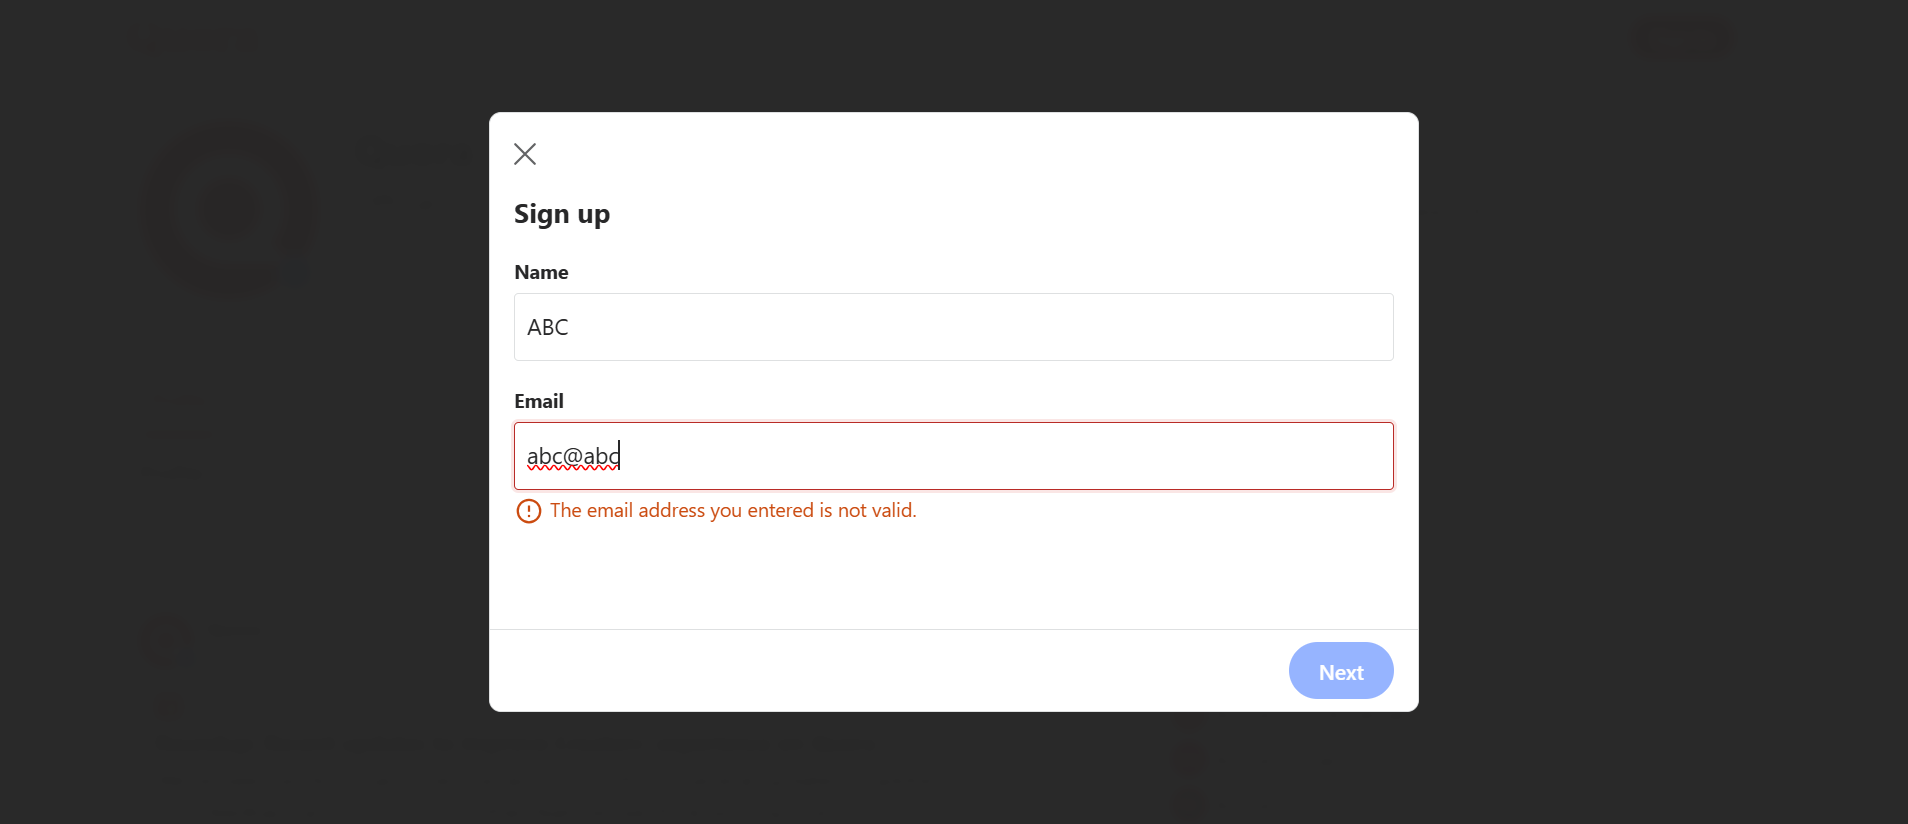 Sign up
Name
ABC
Email
abc@abc
The email address you entered is not valid.
Next